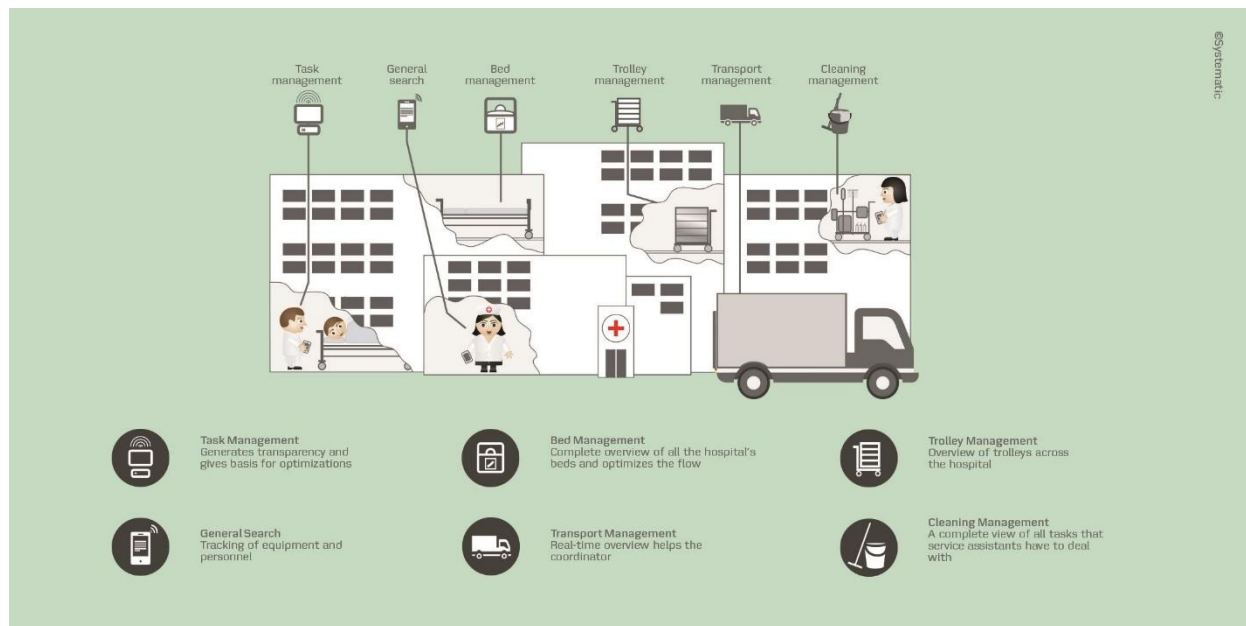 ©Systematic
Task
management
General
search
Bed
management
Trolley
management
Transport
management
Cleaning
management
Task Management
Generates transparency and
gives basis for optimizations
Bed Management
Complete overview of all the hospital's
beds and optimizes the flow
Trolley Management
Overview of trolleys across
the hospital
General Search
Tracking of equipment and
personnel
Transport Management
Real-time overview helps the
coordinator
Cleaning Management
A complete view of all tasks that
service assistants have to deal
with